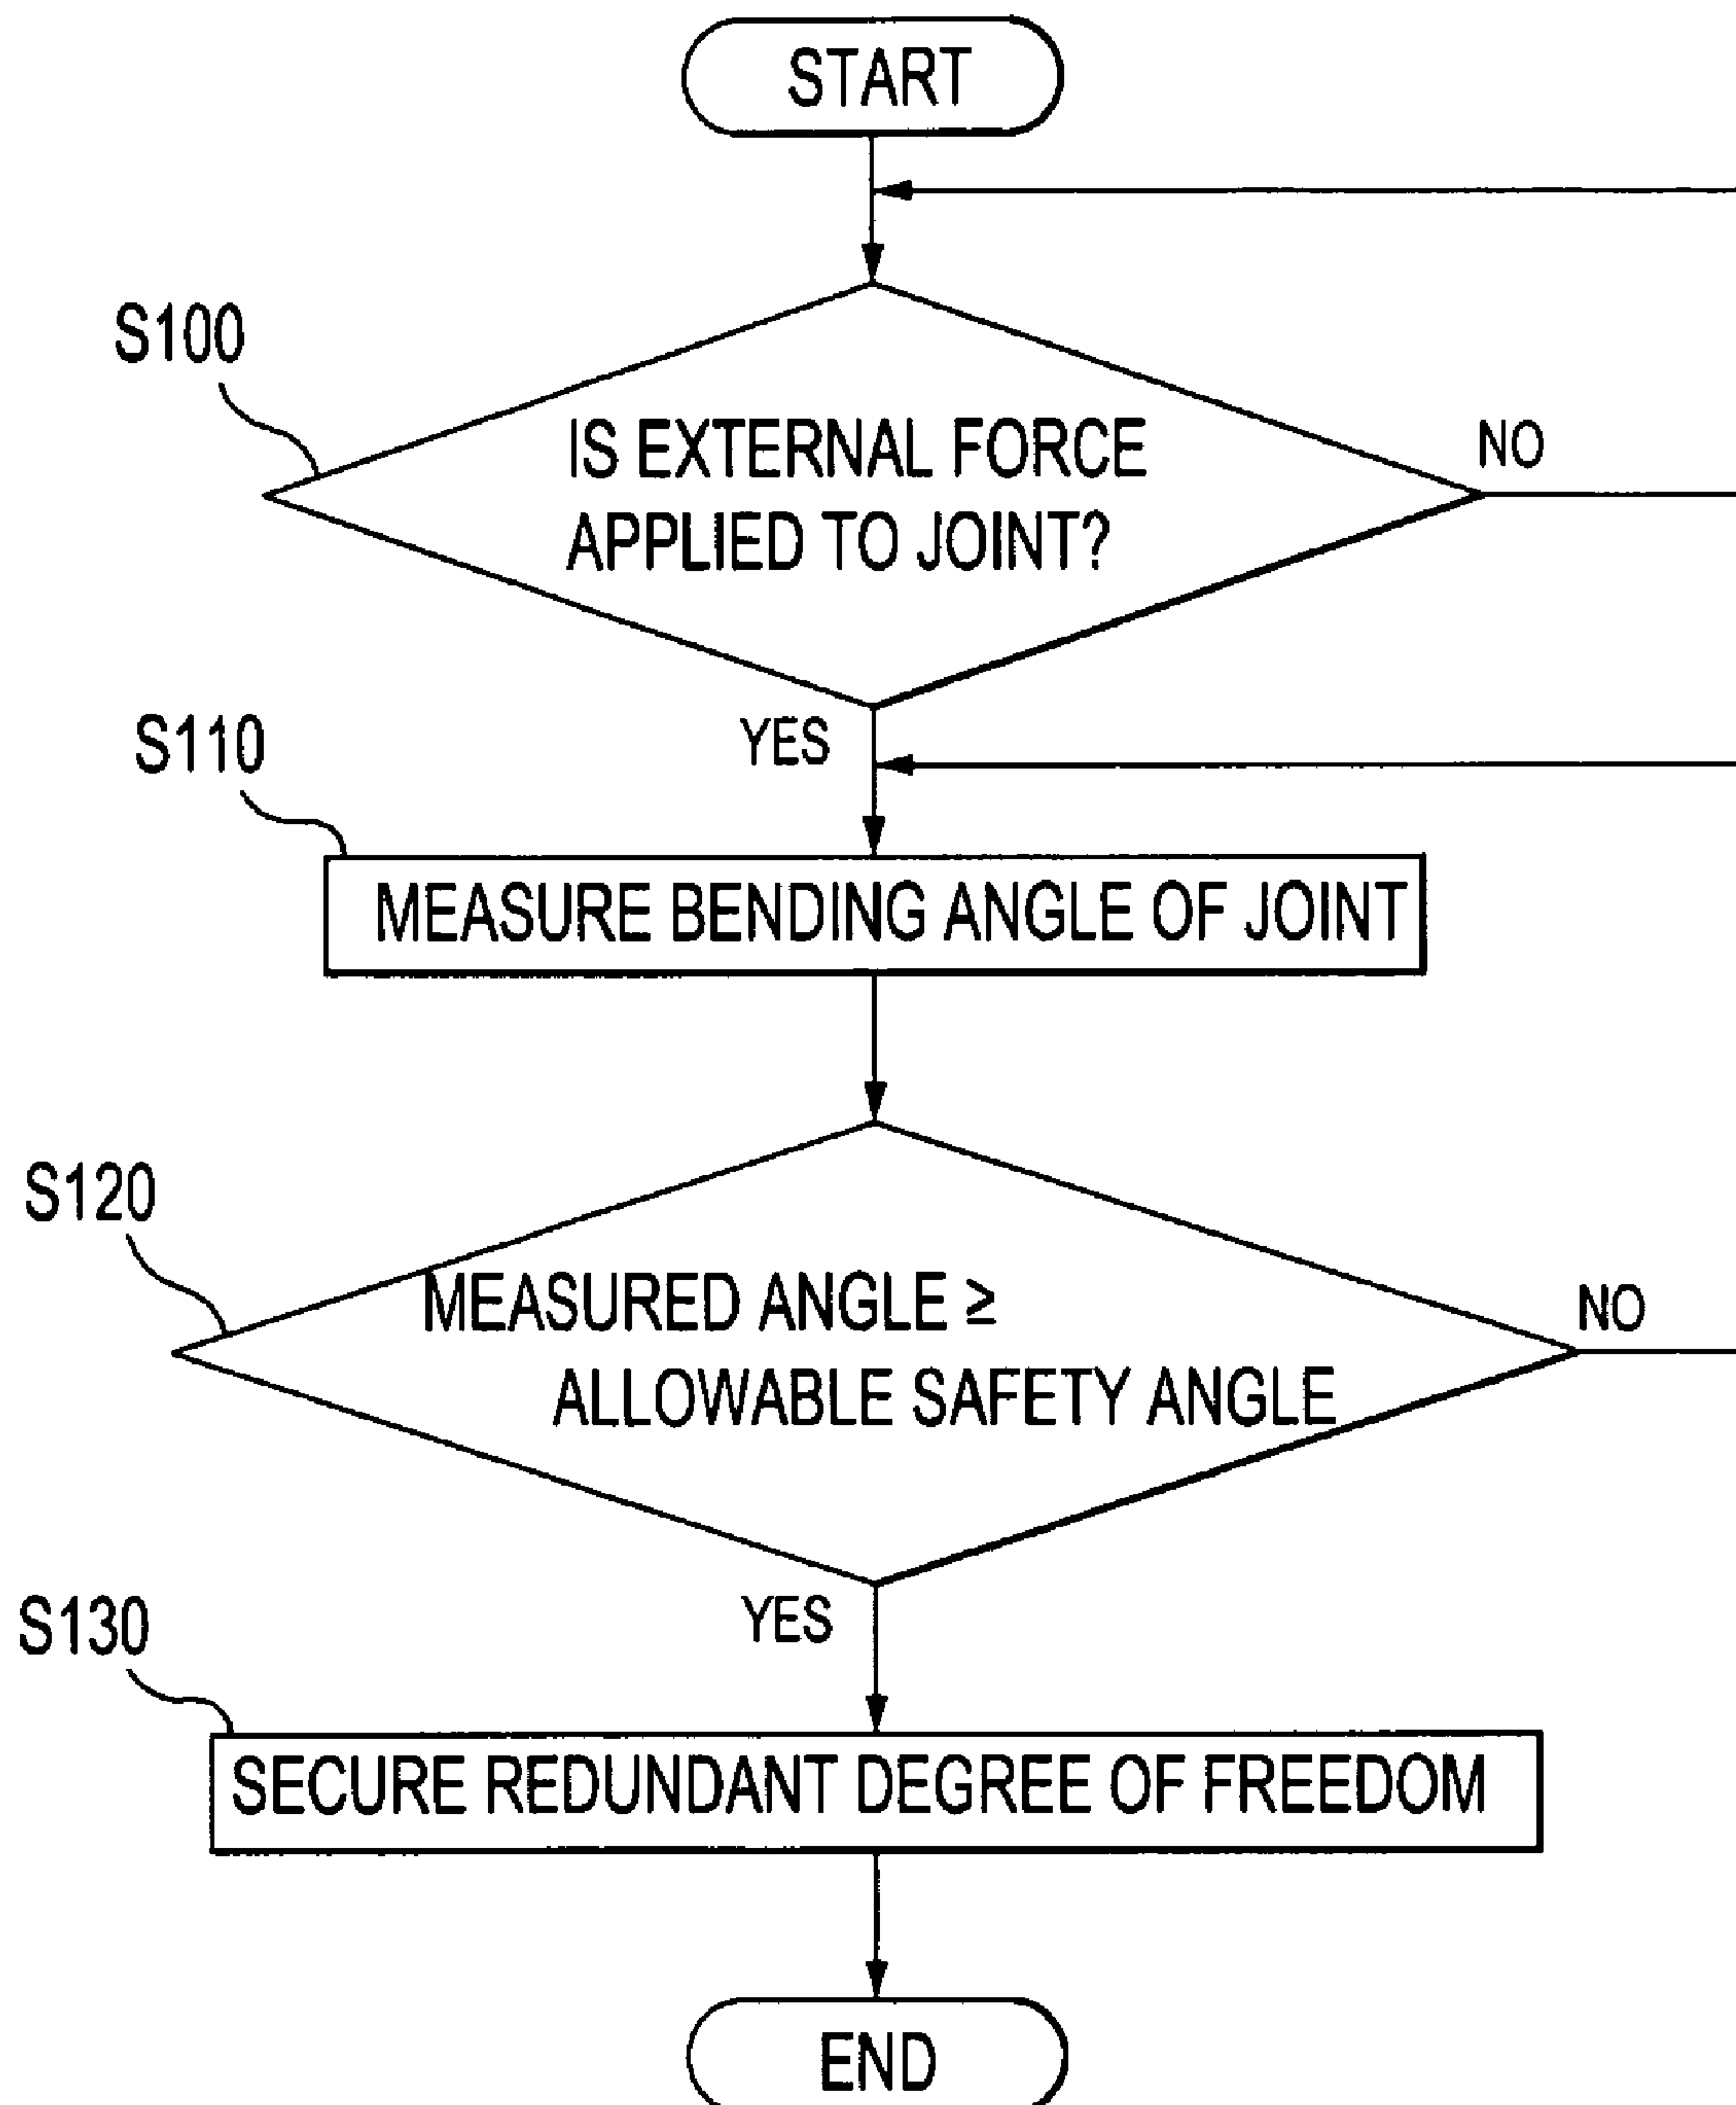 START
S100
IS EXTERNAL FORCE
APPLIED TO JOINT?
NO
YES
S110
MEASURE BENDING ANGLE OF JOINT
S120
MEASURED ANGLE ≥
ALLOWABLE SAFETY ANGLE
NO
YES
S130
SECURE REDUNDANT DEGREE OF FREEDOM
END